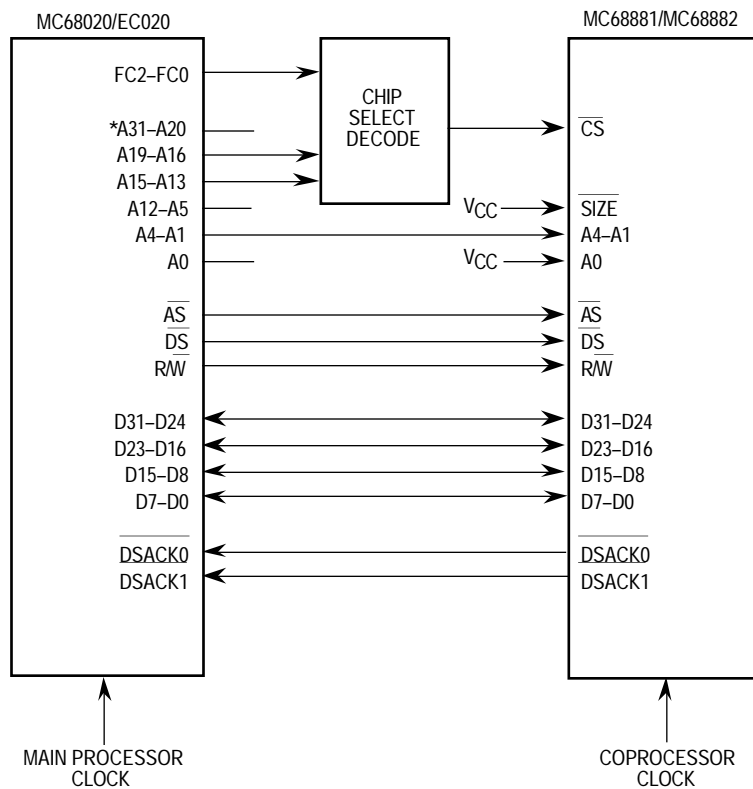 MC68020/EC020
MC68881/MC68882
FC2–FC0
*A31–A20
A19–A16
A15–A13
A12–A5
A4–A1
A0
AS
DS
R/W
D31–D24
D23–D16
D15–D8
D7–D0
DSACK0
DSACK1
CHIP
SELECT
DECODE
VCC
VCC
CS
SIZE
A4–A1
A0
AS
DS
R/W
D31–D24
D23–D16
D15–D8
D7–D0
DSACK0
DSACK1
MAIN PROCESSOR
CLOCK
COPROCESSOR
CLOCK